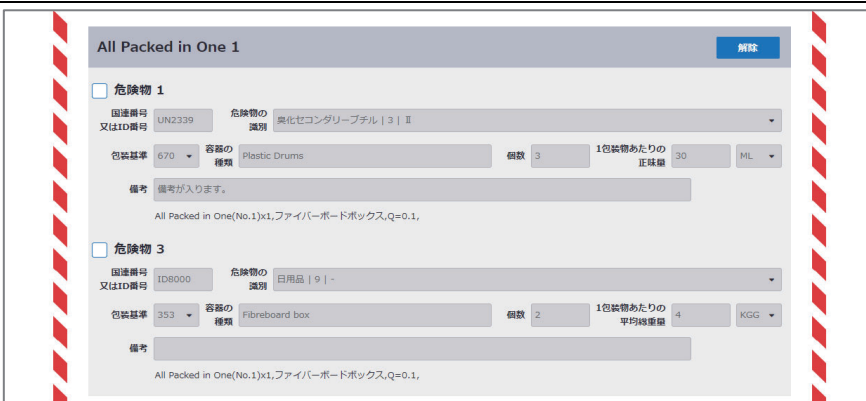 All Packed in One 1 解除
危険物 1
国連番号又はID番号 UN2339 危険物の識別 臭化セコンダリーブチル | 3 | Ⅱ
包装基準 670 容器の種類 Plastic Drums 個数 3 1包装物あたりの正味量 30 ML
備考 備考が入ります。
All Packed in One(No.1)x1,ファイバーボードボックス,Q=0.1,
危険物 3
国連番号又はID番号 ID8000 危険物の識別 日用品 | 9 | -
包装基準 353 容器の種類 Fibreboard box 個数 2 1包装物あたりの平均総重量 4 KGG
備考
All Packed in One(No.1)x1,ファイバーボードボックス,Q=0.1,